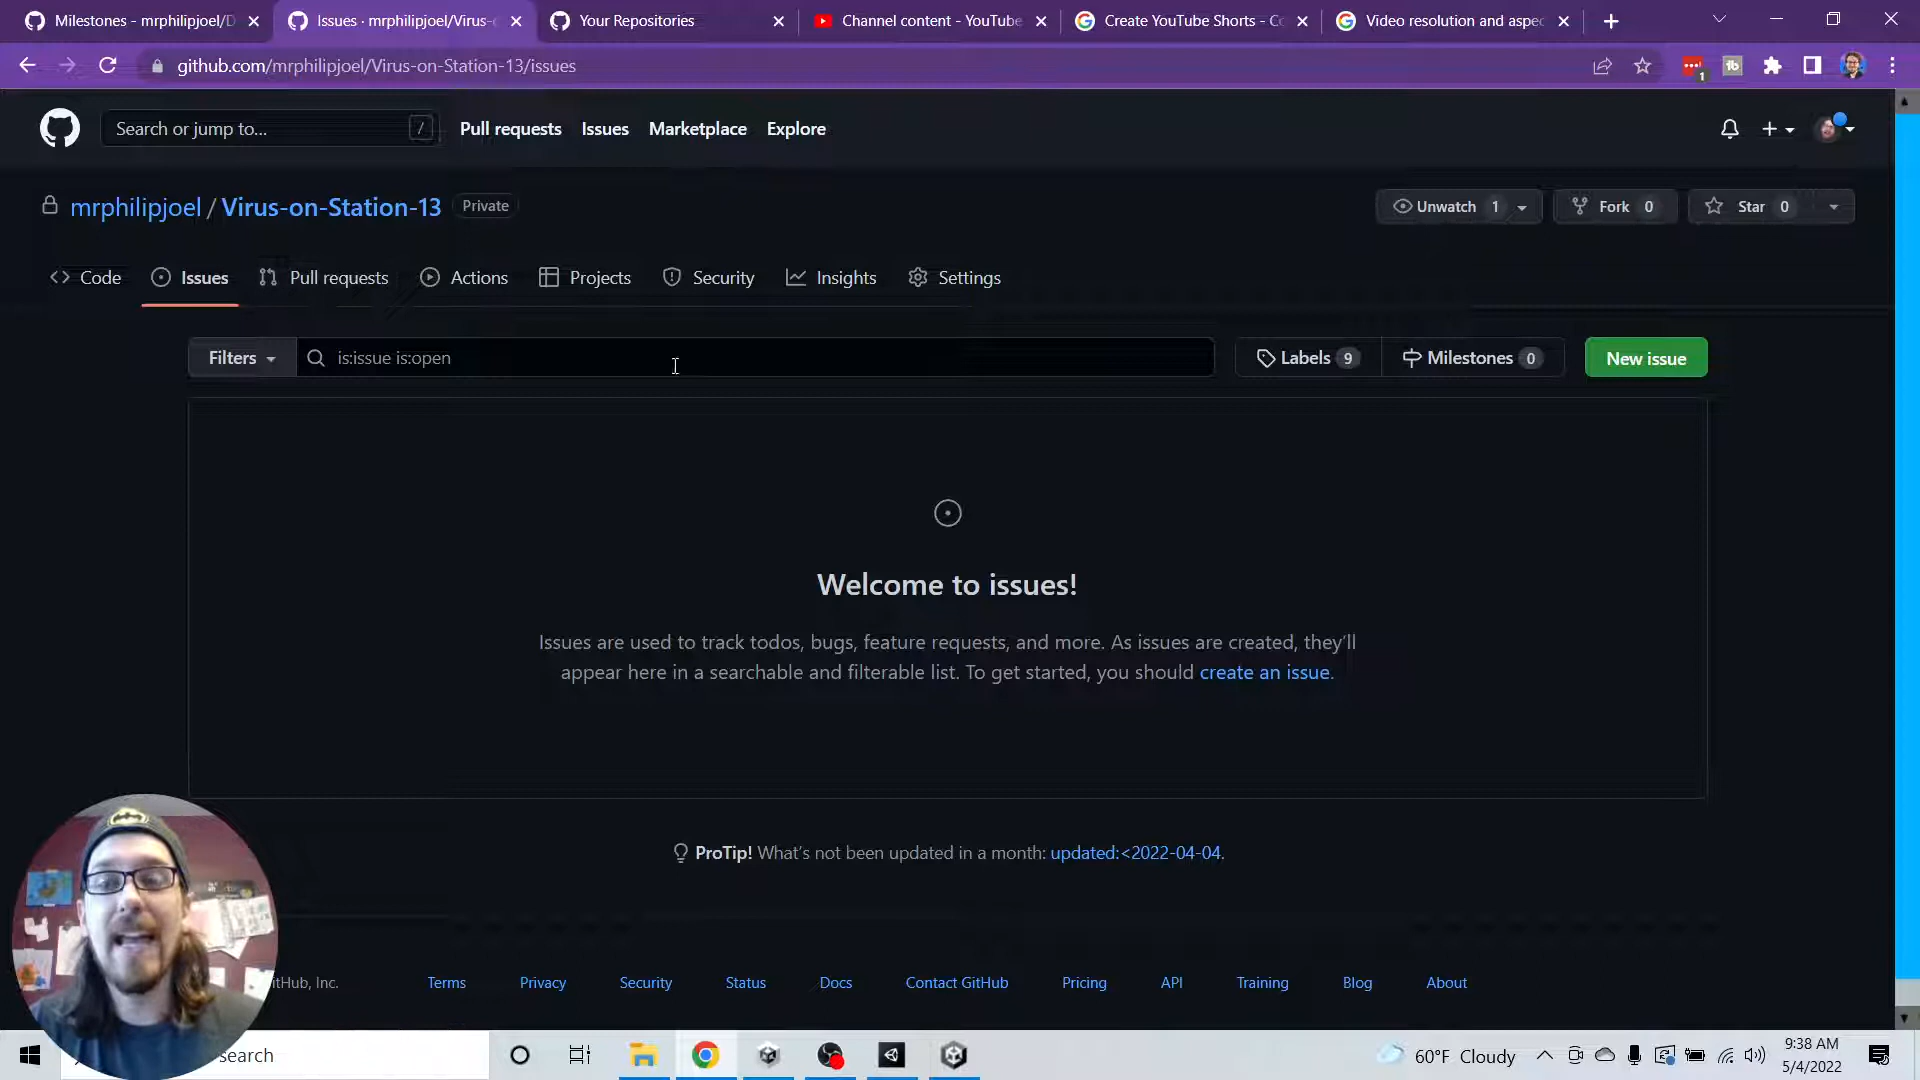 Milestones - mrphilipjoel/D
Issues · mrphilipjoel/Virus-
Your Repositories
Channel content - YouTube
Create YouTube Shorts - Co
Video resolution and aspec
github.com/mrphilipjoel/Virus-on-Station-13/issues
1
Search or jump to...
/
Pull requests
Issues
Marketplace
Explore
mrphilipjoel / Virus-on-Station-13
Private
Unwatch 1
Fork 0
Star 0
Code
Issues
Pull requests
Actions
Projects
Security
Insights
Settings
Filters
is:issue is:open
Labels 9
Milestones 0
New issue
Welcome to issues!
Issues are used to track todos, bugs, feature requests, and more. As issues are created, they'll
appear here in a searchable and filterable list. To get started, you should create an issue.
ProTip! What's not been updated in a month: updated:<2022-04-04.
itHub, Inc.
Terms
Privacy
Security
Status
Docs
Contact GitHub
Pricing
API
Training
Blog
About
search
60°F Cloudy
9:38 AM
5/4/2022